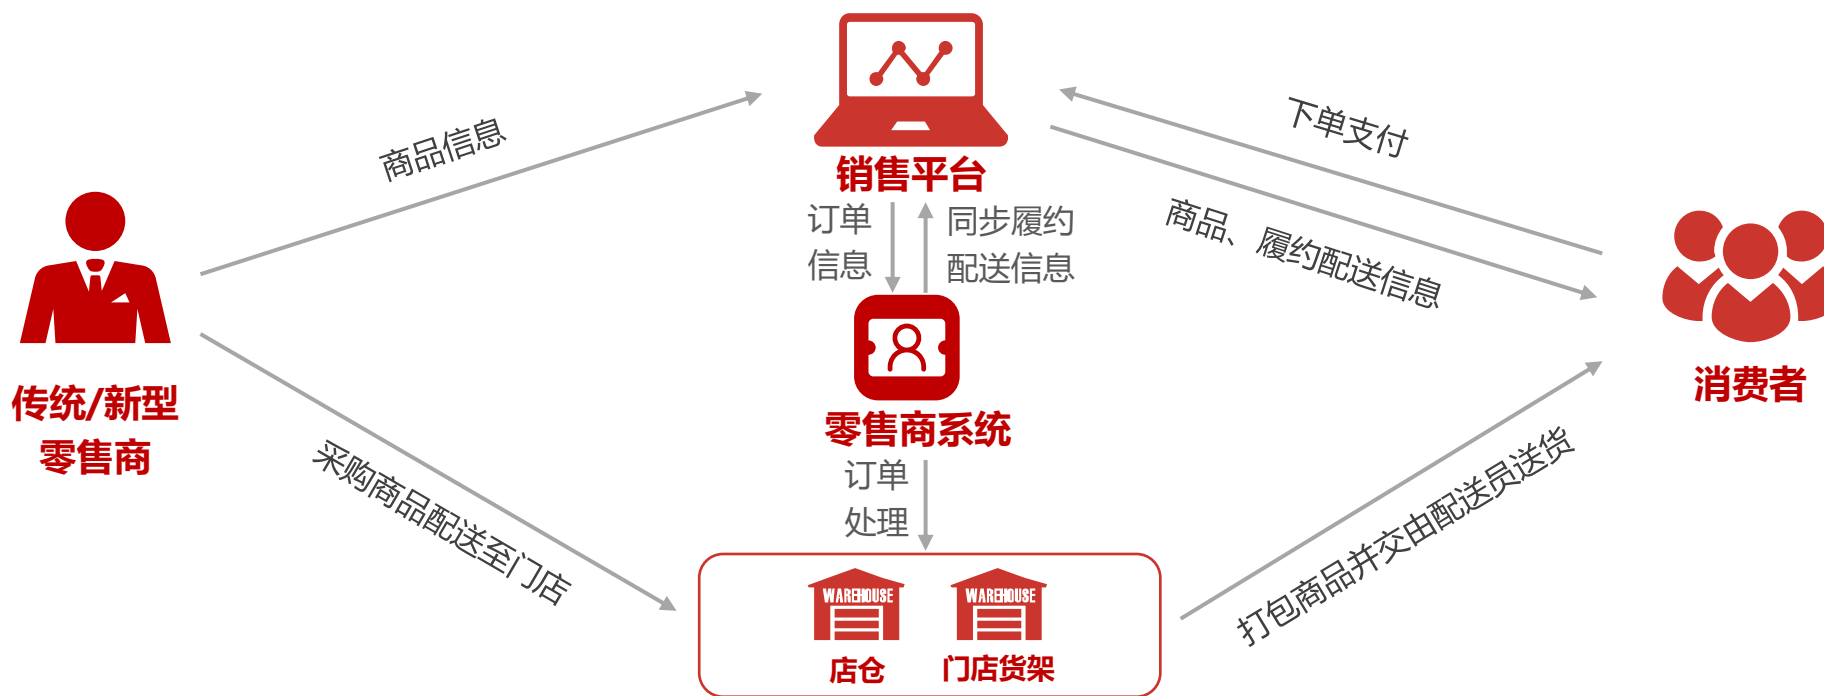 商品信息
下单支付
销售平台
订单
信息
同步履约
配送信息
商品、履约配送信息
传统/新型
零售商
零售商系统
消费者
采购商品配送至门店
订单
处理
打包商品并交由配送员送货
WAREHOUSE
WAREHOUSE
店仓
门店货架